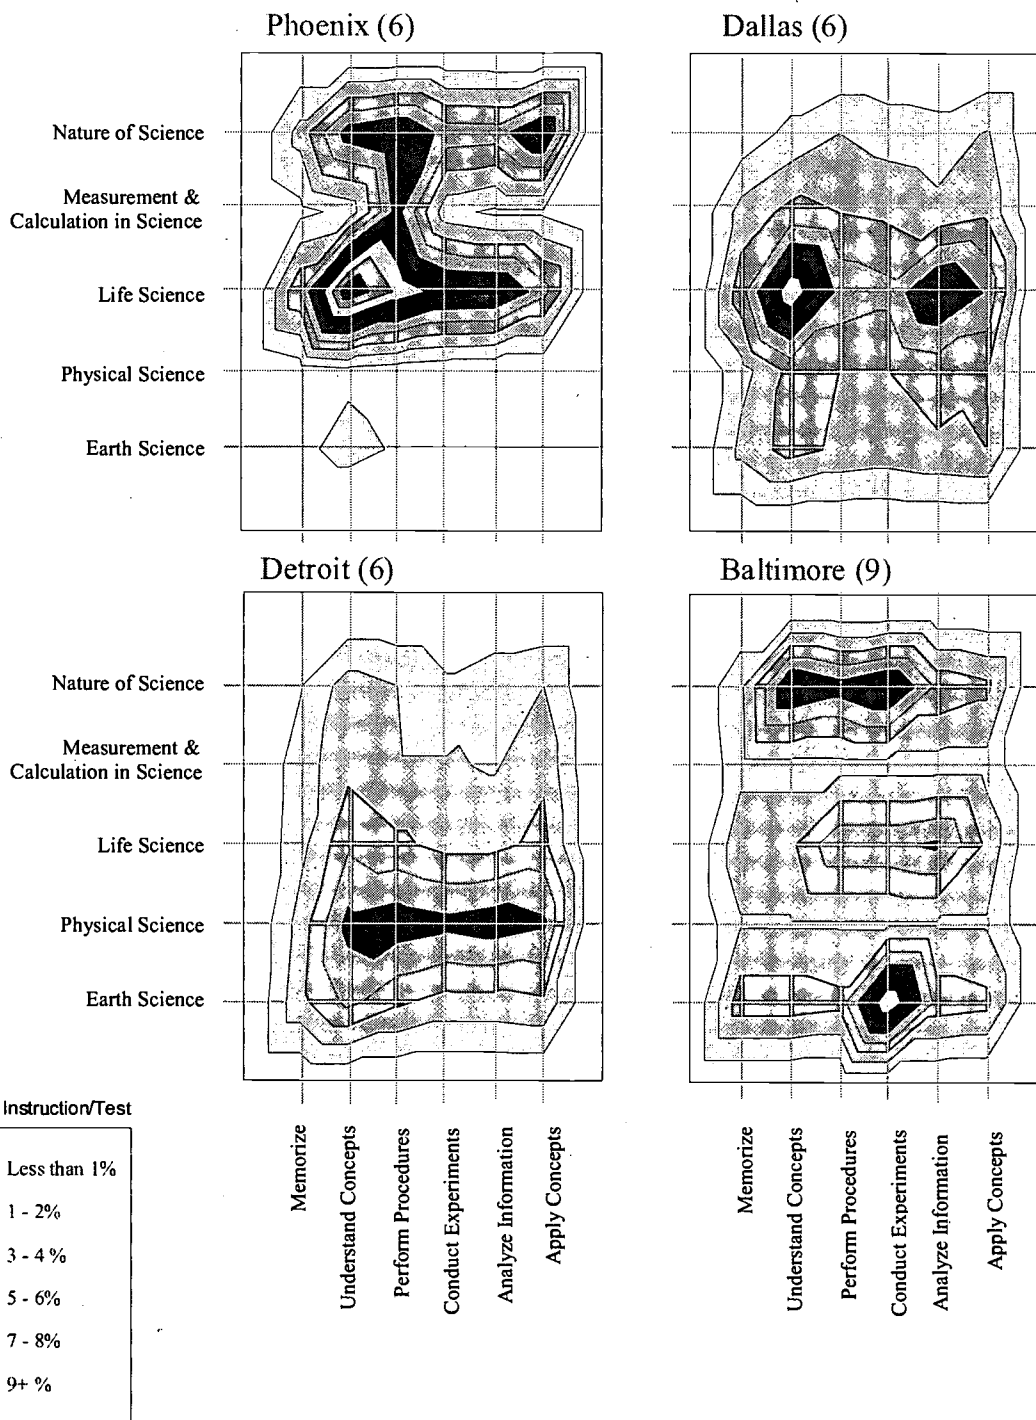 Phoenix (6)
Dallas (6)
Nature of Science
Measurement &
Calculation in Science
Life Science
Physical Science
Earth Science
Detroit (6)
Baltimore (9)
Nature of Science
Measurement &
Calculation in Science
Life Science
Physical Science
Earth Science
Memorize
Understand Concepts
Perform Procedures
Conduct Experiments
Analyze Information
Apply Concepts
Memorize
Understand Concepts
Perform Procedures
Conduct Experiments
Analyze Information
Apply Concepts
Instruction/Test
Less than 1%
1 - 2%
3 - 4 %
5 - 6%
7 - 8%
9+ %